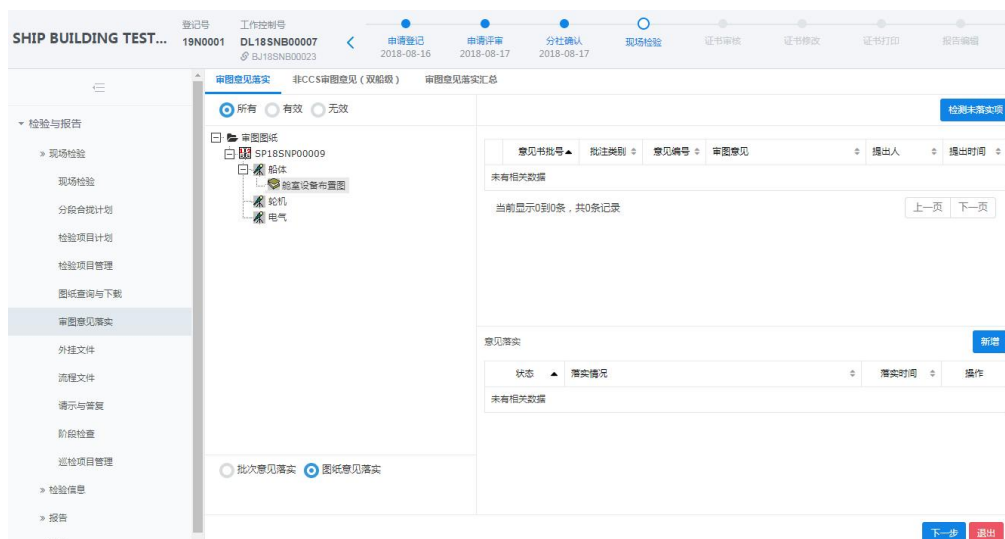 SHIP BUILDING TEST... 登记号 19N0001 工作控制号 DL18SNB00007 BJ18SNB00023
申请登记 2018-08-16 申请评审 2018-08-17 分社确认 2018-08-17 现场检验 证书审核 证书修改 证书打印 报告编辑
检验与报告
» 现场检验
现场检验
分段合拢计划
检验项目计划
检验项目管理
图纸查询与下载
审图意见落实
外挂文件
流程文件
请示与答复
阶段检查
巡检项目管理
» 检验信息
» 报告
审图意见落实 非CCS审图意见(双船级) 审图意见落实汇总
所有 有效 无效
审图图纸
SP18SNP00009
船体
舱室设备布置图
轮机
电气
批次意见落实 图纸意见落实
检测未落实项
意见书批号 批注类别 意见编号 审图意见 提出人 提出时间
未有相关数据
当前显示0到0条,共0条记录 上一页 下一页
意见落实 新增
状态 落实情况 落实时间 操作
未有相关数据
下一步 退出